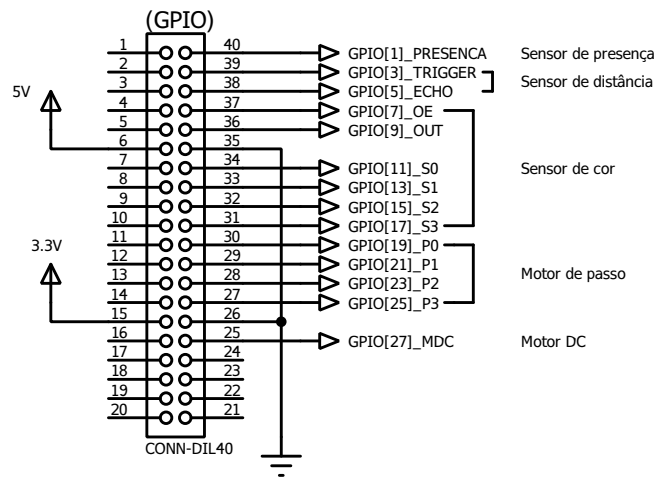 (GPIO)
1 40 GPIO[1]_PRESENCA Sensor de presença
2 39 GPIO[3]_TRIGGER
Sensor de distância
3 38 GPIO[5]_ECHO
5V
4 37 GPIO[7]_OE
5 36 GPIO[9]_OUT
6 35
7 34 GPIO[11]_S0 Sensor de cor
8 33 GPIO[13]_S1
9 32 GPIO[15]_S2
10 31 GPIO[17]_S3
11 30 GPIO[19]_P0
3.3V
12 29 GPIO[21]_P1
Motor de passo
13 28 GPIO[23]_P2
14 27 GPIO[25]_P3
15 26
16 25 GPIO[27]_MDC Motor DC
17 24
18 23
19 22
20 21
CONN-DIL40